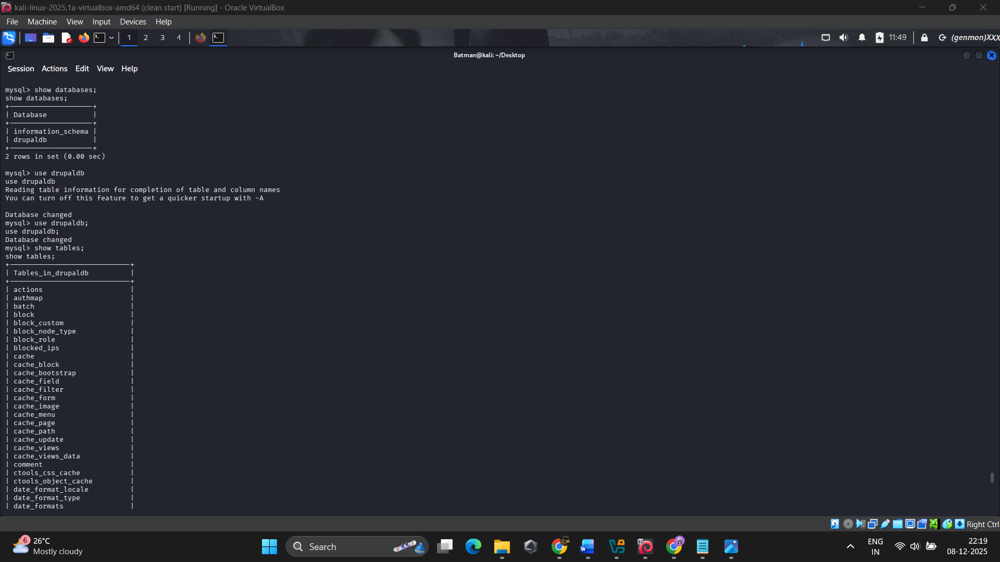 kali-linux-2025.1a-virtualbox-amd64 (clean start) [Running] - Oracle VirtualBox
File Machine View Input Devices Help
1 2 3 4 11:49 (genmon)XXX
Batman@kali: ~/Desktop
Session Actions Edit View Help
mysql> show databases;
show databases;
+--------------------+
| Database           |
+--------------------+
| information_schema |
| drupaldb           |
+--------------------+
2 rows in set (0.00 sec)
mysql> use drupaldb
use drupaldb
Reading table information for completion of table and column names
You can turn off this feature to get a quicker startup with -A
Database changed
mysql> use drupaldb;
use drupaldb;
Database changed
mysql> show tables;
show tables;
+-----------------------------+
| Tables_in_drupaldb          |
+-----------------------------+
| actions                     |
| authmap                     |
| batch                       |
| block                       |
| block_custom                |
| block_node_type             |
| block_role                  |
| blocked_ips                 |
| cache                       |
| cache_block                 |
| cache_bootstrap             |
| cache_field                 |
| cache_filter                |
| cache_form                  |
| cache_image                 |
| cache_menu                  |
| cache_page                  |
| cache_path                  |
| cache_update                |
| cache_views                 |
| cache_views_data            |
| comment                     |
| ctools_css_cache            |
| ctools_object_cache         |
| date_format_locale          |
| date_format_type            |
| date_formats                |
Right Ctrl
6 26°C
Mostly cloudy
Search
ENG
IN
22:19
08-12-2025